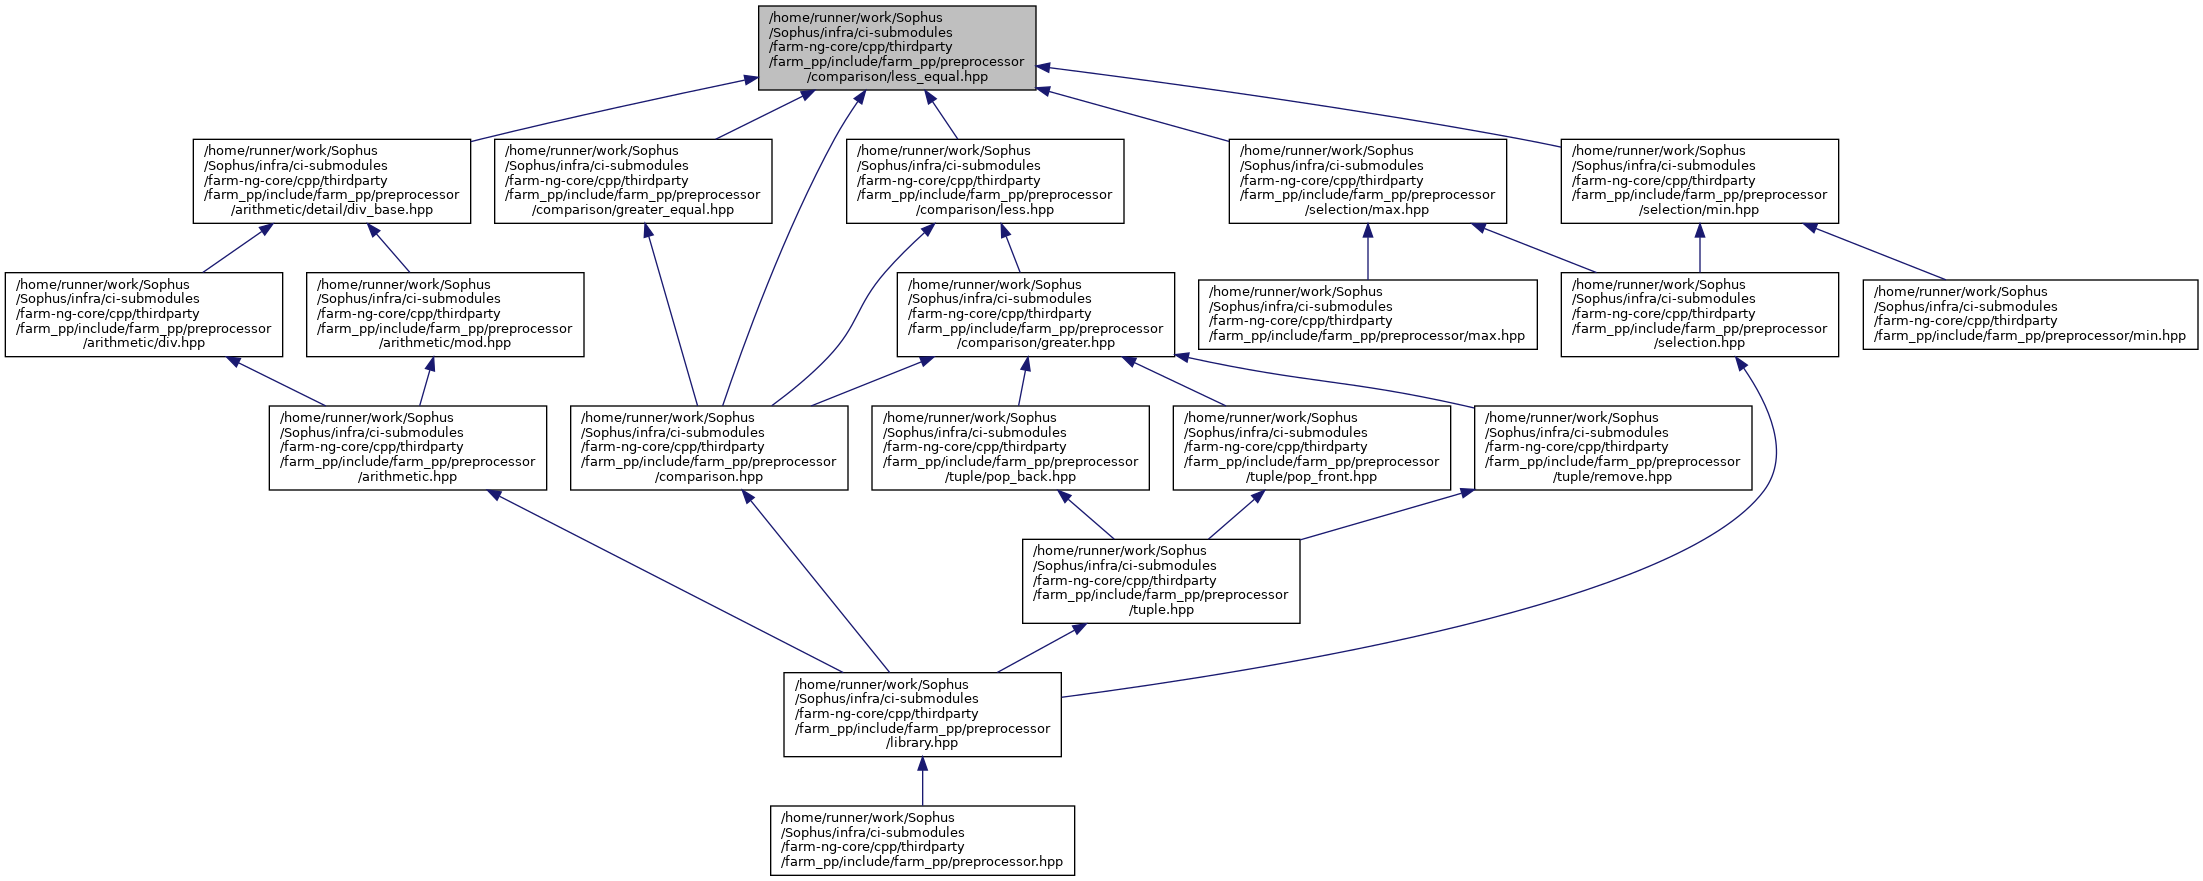 /home/runner/work/Sophus
/Sophus/infra/ci-submodules
/farm-ng-core/cpp/thirdparty
/farm_pp/include/farm_pp/preprocessor
/comparison/less_equal.hpp
/home/runner/work/Sophus
/Sophus/infra/ci-submodules
/farm-ng-core/cpp/thirdparty
/farm_pp/include/farm_pp/preprocessor
/arithmetic/detail/div_base.hpp
/home/runner/work/Sophus
/Sophus/infra/ci-submodules
/farm-ng-core/cpp/thirdparty
/farm_pp/include/farm_pp/preprocessor
/comparison/greater_equal.hpp
/home/runner/work/Sophus
/Sophus/infra/ci-submodules
/farm-ng-core/cpp/thirdparty
/farm_pp/include/farm_pp/preprocessor
/comparison/less.hpp
/home/runner/work/Sophus
/Sophus/infra/ci-submodules
/farm-ng-core/cpp/thirdparty
/farm_pp/include/farm_pp/preprocessor
/selection/max.hpp
/home/runner/work/Sophus
/Sophus/infra/ci-submodules
/farm-ng-core/cpp/thirdparty
/farm_pp/include/farm_pp/preprocessor
/selection/min.hpp
/home/runner/work/Sophus
/Sophus/infra/ci-submodules
/farm-ng-core/cpp/thirdparty
/farm_pp/include/farm_pp/preprocessor
/arithmetic/div.hpp
/home/runner/work/Sophus
/Sophus/infra/ci-submodules
/farm-ng-core/cpp/thirdparty
/farm_pp/include/farm_pp/preprocessor
/arithmetic/mod.hpp
/home/runner/work/Sophus
/Sophus/infra/ci-submodules
/farm-ng-core/cpp/thirdparty
/farm_pp/include/farm_pp/preprocessor
/comparison/greater.hpp
/home/runner/work/Sophus
/Sophus/infra/ci-submodules
/farm-ng-core/cpp/thirdparty
/farm_pp/include/farm_pp/preprocessor/max.hpp
/home/runner/work/Sophus
/Sophus/infra/ci-submodules
/farm-ng-core/cpp/thirdparty
/farm_pp/include/farm_pp/preprocessor
/selection.hpp
/home/runner/work/Sophus
/Sophus/infra/ci-submodules
/farm-ng-core/cpp/thirdparty
/farm_pp/include/farm_pp/preprocessor/min.hpp
/home/runner/work/Sophus
/Sophus/infra/ci-submodules
/farm-ng-core/cpp/thirdparty
/farm_pp/include/farm_pp/preprocessor
/arithmetic.hpp
/home/runner/work/Sophus
/Sophus/infra/ci-submodules
/farm-ng-core/cpp/thirdparty
/farm_pp/include/farm_pp/preprocessor
/comparison.hpp
/home/runner/work/Sophus
/Sophus/infra/ci-submodules
/farm-ng-core/cpp/thirdparty
/farm_pp/include/farm_pp/preprocessor
/tuple/pop_back.hpp
/home/runner/work/Sophus
/Sophus/infra/ci-submodules
/farm-ng-core/cpp/thirdparty
/farm_pp/include/farm_pp/preprocessor
/tuple/pop_front.hpp
/home/runner/work/Sophus
/Sophus/infra/ci-submodules
/farm-ng-core/cpp/thirdparty
/farm_pp/include/farm_pp/preprocessor
/tuple/remove.hpp
/home/runner/work/Sophus
/Sophus/infra/ci-submodules
/farm-ng-core/cpp/thirdparty
/farm_pp/include/farm_pp/preprocessor
/tuple.hpp
/home/runner/work/Sophus
/Sophus/infra/ci-submodules
/farm-ng-core/cpp/thirdparty
/farm_pp/include/farm_pp/preprocessor
/library.hpp
/home/runner/work/Sophus
/Sophus/infra/ci-submodules
/farm-ng-core/cpp/thirdparty
/farm_pp/include/farm_pp/preprocessor.hpp